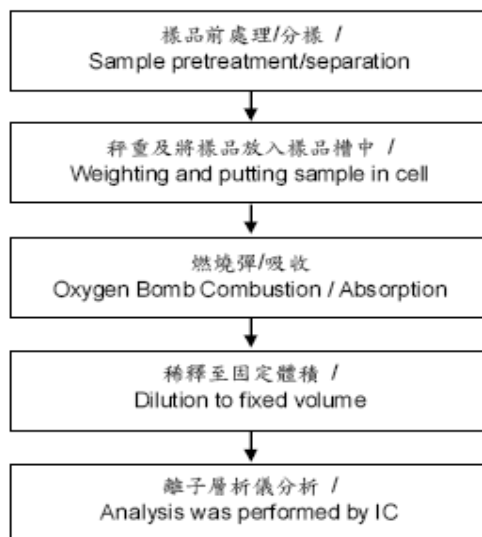 樣品前處理/分樣 /
Sample pretreatment/separation
秤重及將樣品放入樣品槽中 /
Weighting and putting sample in cell
燃燒彈/吸收
Oxygen Bomb Combustion / Absorption
稀釋至固定體積 /
Dilution to fixed volume
離子層析儀分析 /
Analysis was performed by IC